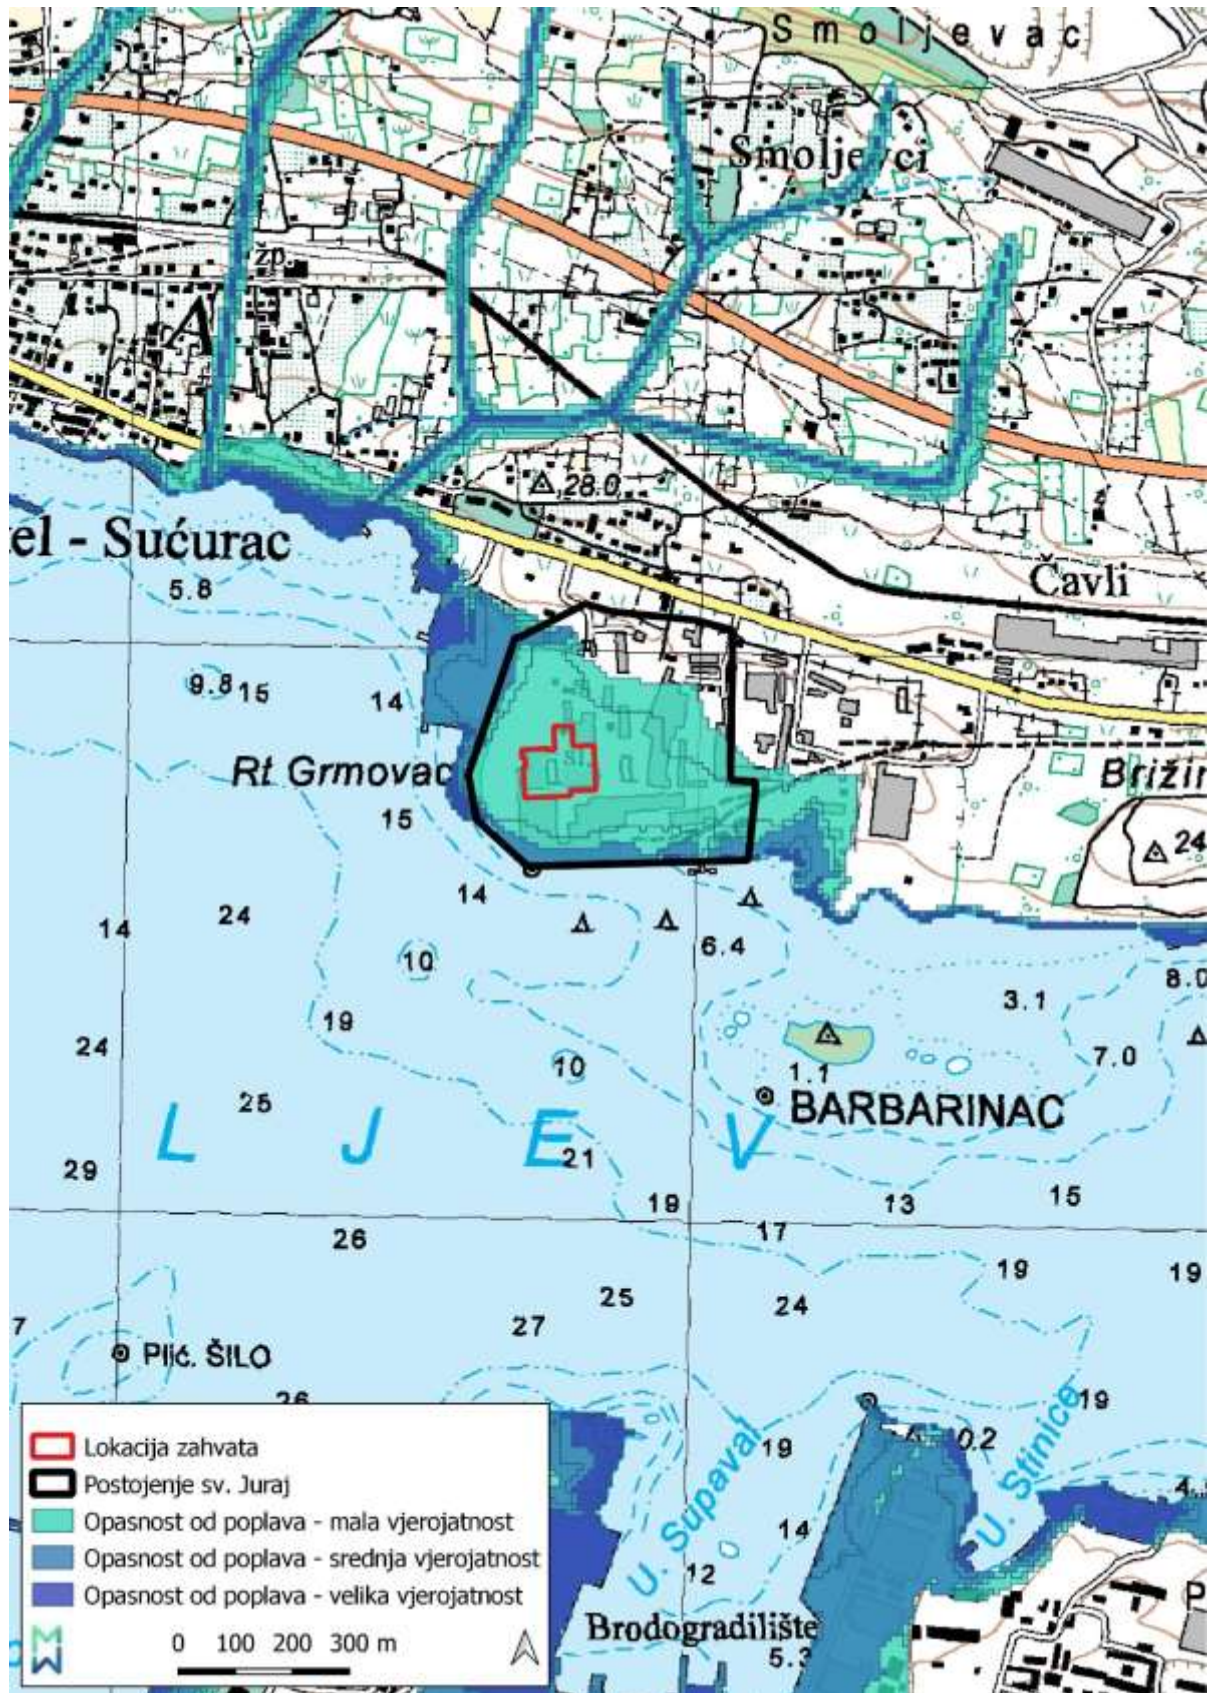 Smoljevac
Smolje ci
žp.
A
28.0
el - Sućurac
Čavli
5.8
9.8
15
14
Rt Grmovac
Brižin
15
24
14
14
24
6.4
10
8.0
3.1
19
24
7.0
10
1.1
25
BARBARINAC
L J E V
21
29
19
13
15
17
26
19
19
25
24
27
7
Plić. ŠILO
26
19
0.2
19
U. Supaval
U. Stinice
14
12
Brodogradilište
5.3
P
Lokacija zahvata
Postojenje sv. Juraj
Opasnost od poplava - mala vjerojatnost
Opasnost od poplava - srednja vjerojatnost
Opasnost od poplava - velika vjerojatnost
0 100 200 300 m